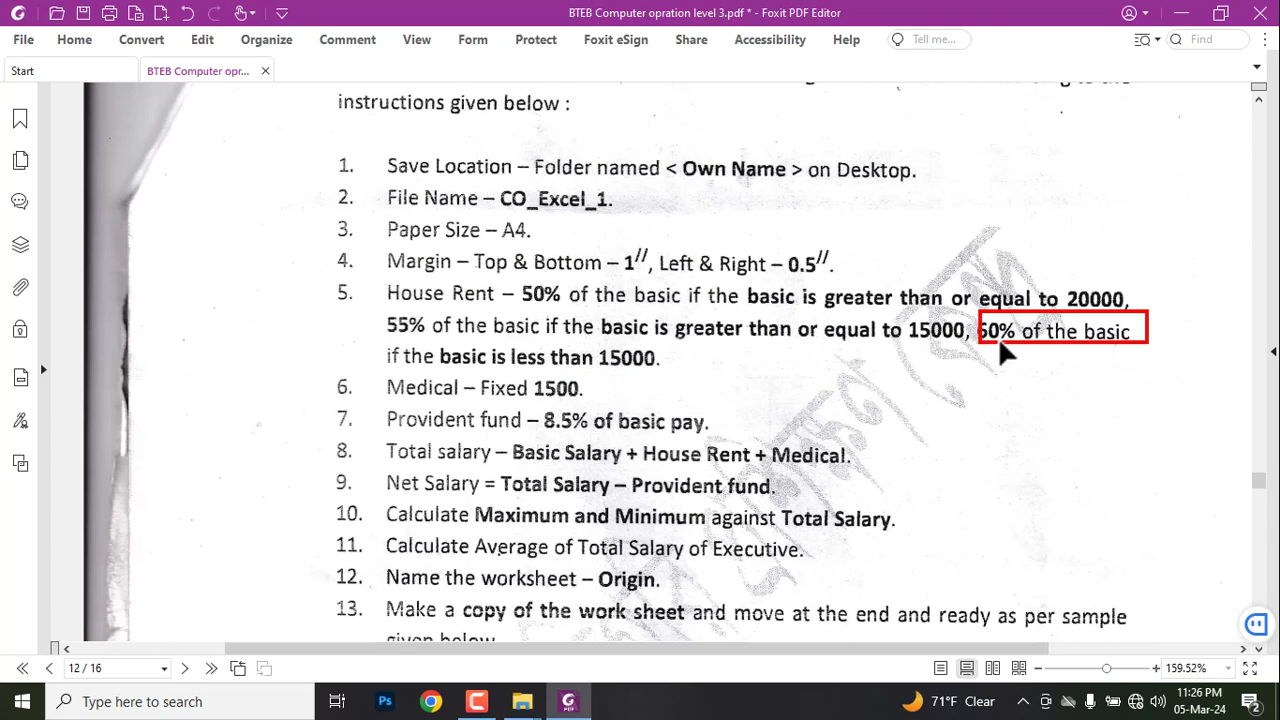 BTEB Computer opration level 3.pdf * - Foxit PDF Editor
File Home Convert Edit Organize Comment View Form Protect Foxit eSign Share Accessibility Help Tell me... Find
Start BTEB Computer opr...
instructions given below :
1. Save Location – Folder named < Own Name > on Desktop.
2. File Name – CO_Excel_1.
3. Paper Size – A4.
4. Margin – Top & Bottom – 1//, Left & Right – 0.5//.
5. House Rent – 50% of the basic if the basic is greater than or equal to 20000,
55% of the basic if the basic is greater than or equal to 15000, 60% of the basic
if the basic is less than 15000.
6. Medical – Fixed 1500.
7. Provident fund – 8.5% of basic pay.
8. Total salary – Basic Salary + House Rent + Medical.
9. Net Salary = Total Salary – Provident fund.
10. Calculate Maximum and Minimum against Total Salary.
11. Calculate Average of Total Salary of Executive.
12. Name the worksheet – Origin.
13. Make a copy of the work sheet and move at the end and ready as per sample
given below
12 / 16
159.52%
Type here to search
71°F Clear
11:26 PM
05-Mar-24
2